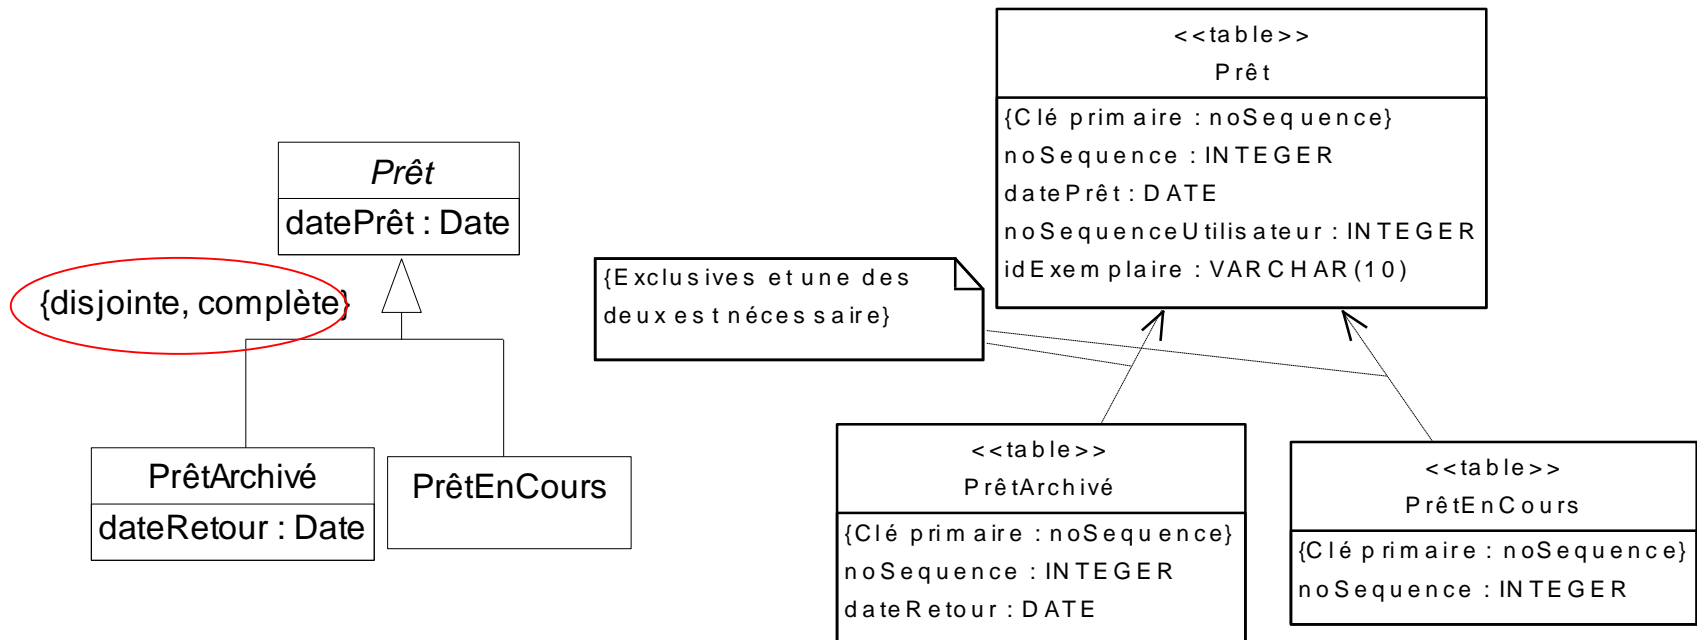 Prêt
datePrêt : Date
{disjointe, complète}
PrêtArchivé
dateRetour : Date
PrêtEnCours
{Exclusives et une des
deux est nécessaire}
<<table>>
Prêt
{Clé primaire : noSequence}
noSequence : INTEGER
datePrêt : DATE
noSequenceUtilisateur : INTEGER
idExemplaire : VARCHAR(10)
<<table>>
PrêtArchivé
{Clé primaire : noSequence}
noSequence : INTEGER
dateRetour : DATE
<<table>>
PrêtEnCours
{Clé primaire : noSequence}
noSequence : INTEGER